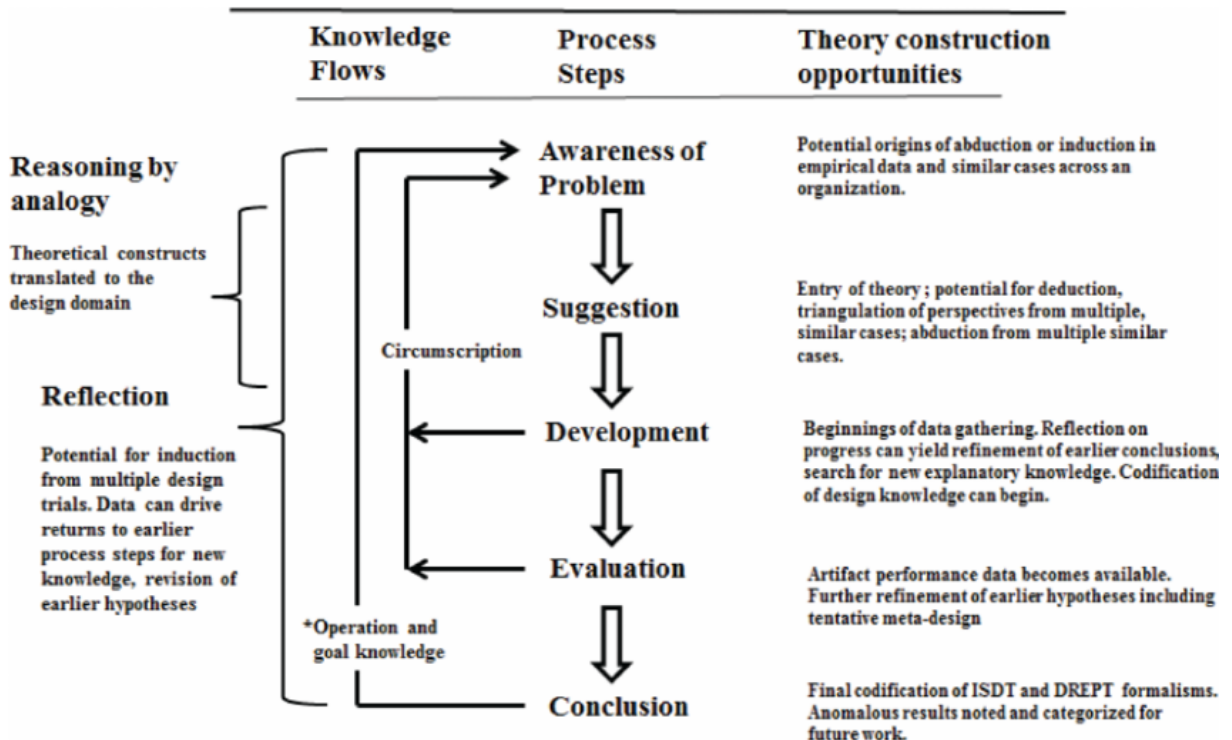 Knowledge
Flows
Process
Steps
Theory construction
opportunities
Reasoning by
analogy
Theoretical constructs
translated to the
design domain
Reflection
Potential for induction
from multiple design
trials. Data can drive
returns to earlier
process steps for new
knowledge, revision of
earlier hypotheses
Circumscription
*Operation and
goal knowledge
Awareness of
Problem
Potential origins of abduction or induction in
empirical data and similar cases across an
organization.
Suggestion
Entry of theory ; potential for deduction,
triangulation of perspectives from multiple,
similar cases; abduction from multiple similar
cases.
Development
Beginnings of data gathering. Reflection on
progress can yield refinement of earlier conclusions,
search for new explanatory knowledge. Codification
of design knowledge can begin.
Evaluation
Artifact performance data becomes available.
Further refinement of earlier hypotheses including
tentative meta-design
Conclusion
Final codification of ISDT and DREPT formalisms.
Anomalous results noted and categorized for
future work.